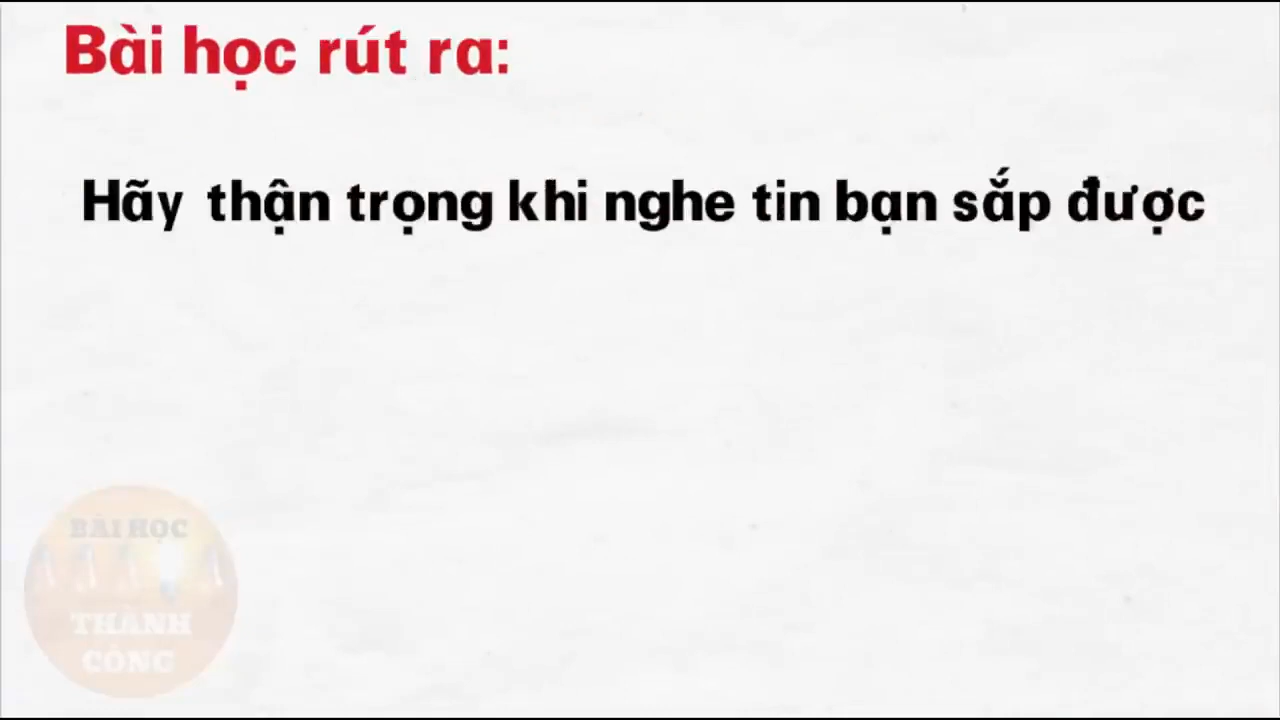 Bài học rút ra:
Hãy thận trọng khi nghe tin bạn sắp được
BÀI HỌC
THÀNH
CÔNG